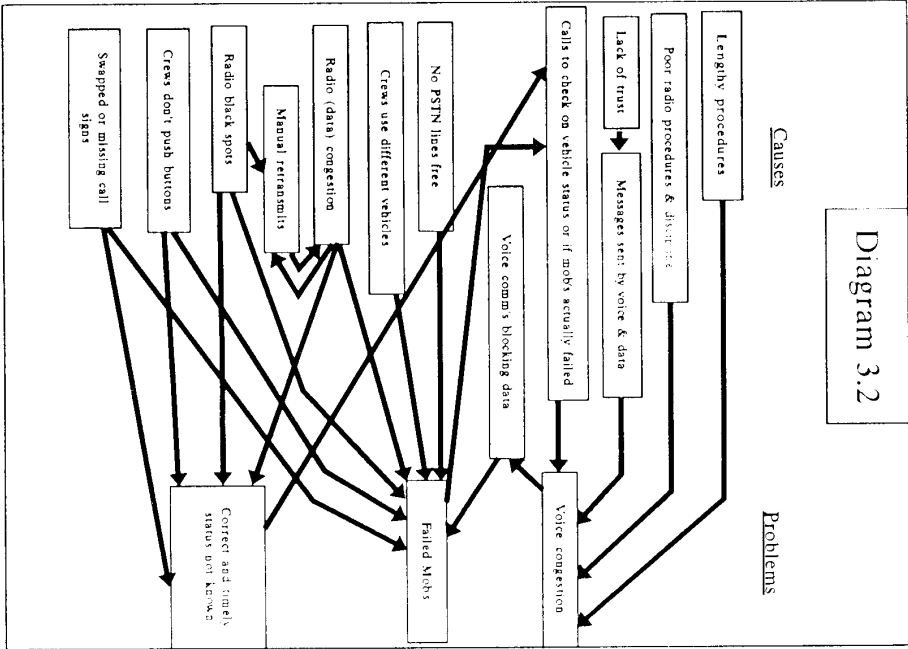 Diagram 3.2
Causes
Problems
Lengthy procedures
Poor radio procedures &
Lack of trust
Messages sent by voice & data
Calls to check on vehicle status or if mob's actually failed
Voice congestion
Voice comm's blocking data
No PSTN lines free
Crews use different vehicles
Failed Mobs
Radio (data) congestion
Manual retransmits
Radio black spots
Crews don't push buttons
Correct and timely
status not known
Swapped or missing call
signs